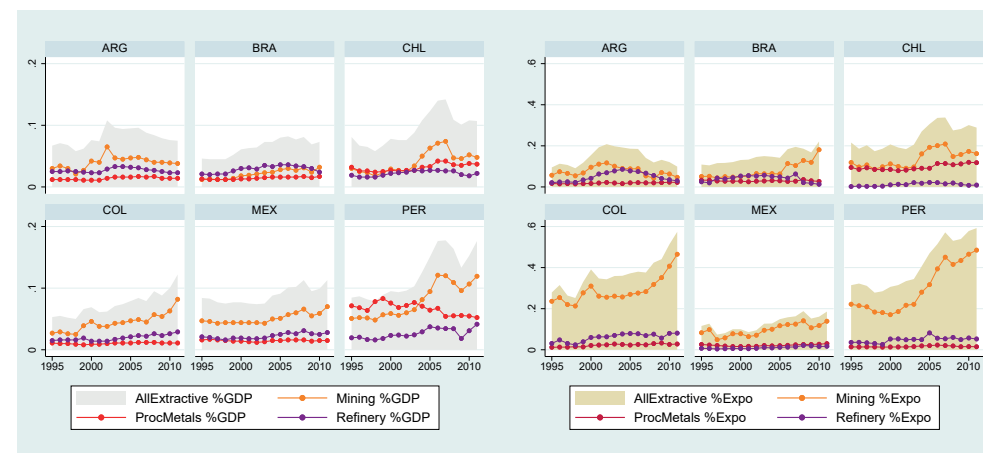 ARG BRA CHL
.2
.1
0
COL MEX PER
.2
.1
0
1995 2000 2005 2010 1995 2000 2005 2010 1995 2000 2005 2010
AllExtractive %GDP Mining %GDP
ProcMetals %GDP Refinery %GDP
ARG BRA CHL
.6
.4
.2
0
COL MEX PER
.6
.4
.2
0
1995 2000 2005 2010 1995 2000 2005 2010 1995 2000 2005 2010
AllExtractive %Expo Mining %Expo
ProcMetals %Expo Refinery %Expo